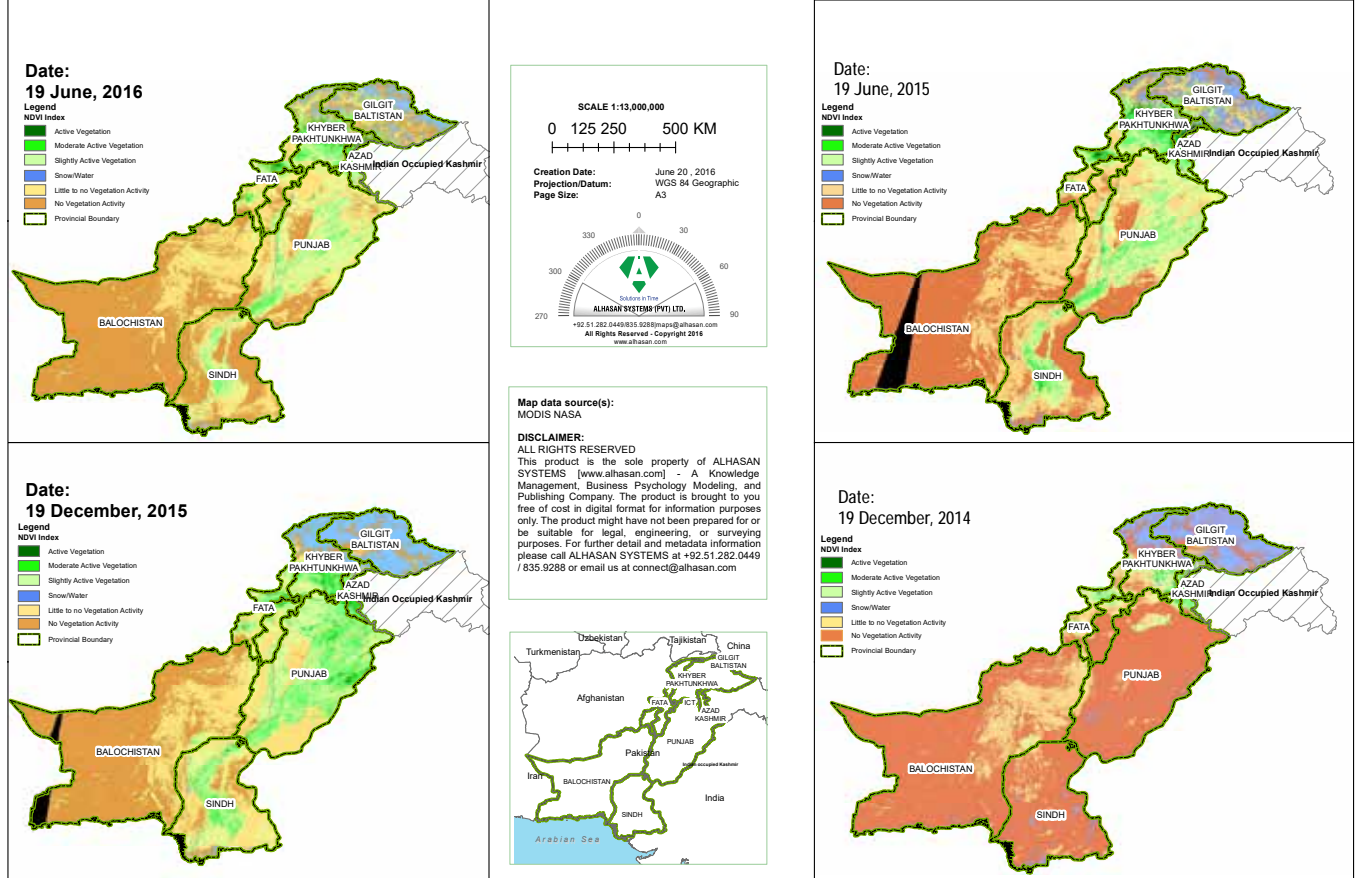 Date:
19 June, 2016
Legend
NDVI Index
Active Vegetation
Moderate Active Vegetation
Slightly Active Vegetation
Snow/Water
Little to no Vegetation Activity
No Vegetation Activity
Provincial Boundary
GILGIT
BALTISTAN
KHYBER
PAKHTUNKHWA
AZAD
KASHMIR
Indian Occupied Kashmir
FATA
PUNJAB
BALOCHISTAN
SINDH
SCALE 1:13,000,000
0 125 250 500 KM
Creation Date: June 20 , 2016
Projection/Datum: WGS 84 Geographic
Page Size: A3
0
330 30
300 60
270 90
Solutions in Time
ALHASAN SYSTEMS (PVT) LTD.
+92.51.282.0449/835.9288|maps@alhasan.com
All Rights Reserved - Copyright 2016
www.alhasan.com
Date:
19 June, 2015
Legend
NDVI Index
Active Vegetation
Moderate Active Vegetation
Slightly Active Vegetation
Snow/Water
Little to no Vegetation Activity
No Vegetation Activity
Provincial Boundary
GILGIT
BALTISTAN
KHYBER
PAKHTUNKHWA
AZAD
KASHMIR
Indian Occupied Kashmir
FATA
PUNJAB
BALOCHISTAN
SINDH
Map data source(s):
MODIS NASA
DISCLAIMER:
ALL RIGHTS RESERVED
This product is the sole property of ALHASAN
SYSTEMS [www.alhasan.com] - A Knowledge
Management, Business Psychology Modeling, and
Publishing Company. The product is brought to you
free of cost in digital format for information purposes
only. The product might have not been prepared for or
be suitable for legal, engineering, or surveying
purposes. For further detail and metadata information
please call ALHASAN SYSTEMS at +92.51.282.0449
/ 835.9288 or email us at connect@alhasan.com
Date:
19 December, 2015
Legend
NDVI Index
Active Vegetation
Moderate Active Vegetation
Slightly Active Vegetation
Snow/Water
Little to no Vegetation Activity
No Vegetation Activity
Provincial Boundary
GILGIT
BALTISTAN
KHYBER
PAKHTUNKHWA
AZAD
KASHMIR
Indian Occupied Kashmir
FATA
PUNJAB
BALOCHISTAN
SINDH
Uzbekistan
Tajikistan
China
Turkmenistan
GILGIT
BALTISTAN
KHYBER
PAKHTUNKHWA
Afghanistan
FATA
ICT
AZAD
KASHMIR
PUNJAB
Pakistan
Indian occupied Kashmir
Iran
BALOCHISTAN
India
SINDH
Arabian Sea
Date:
19 December, 2014
Legend
NDVI Index
Active Vegetation
Moderate Active Vegetation
Slightly Active Vegetation
Snow/Water
Little to no Vegetation Activity
No Vegetation Activity
Provincial Boundary
GILGIT
BALTISTAN
KHYBER
PAKHTUNKHWA
AZAD
KASHMIR
Indian Occupied Kashmir
FATA
PUNJAB
BALOCHISTAN
SINDH